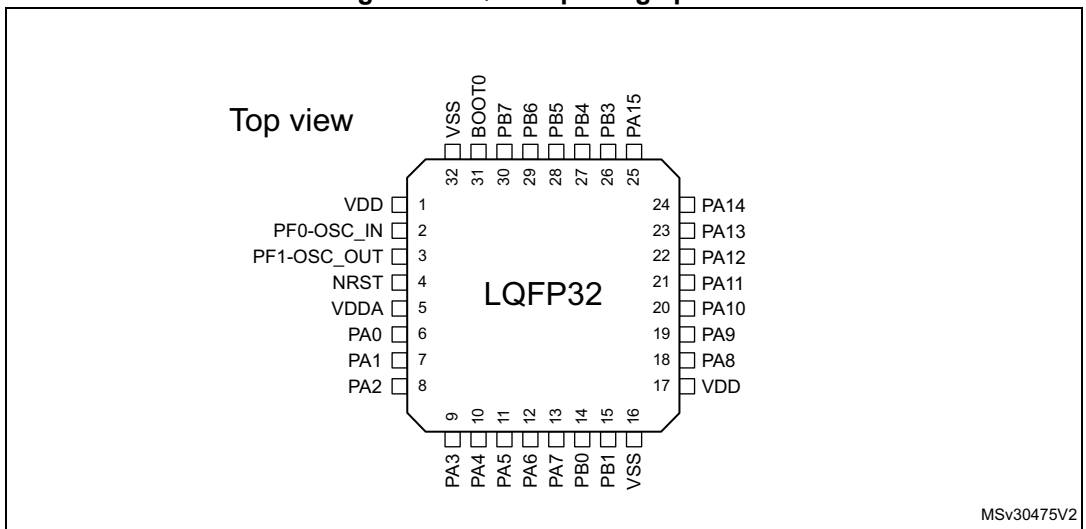 Top view
VSS
BOOT0
PB7
PB6
PB5
PB4
PB3
PA15
32
31
30
29
28
27
26
25
VDD 1
PF0-OSC_IN 2
PF1-OSC_OUT 3
NRST 4
VDDA 5
PA0 6
PA1 7
PA2 8
LQFP32
24 PA14
23 PA13
22 PA12
21 PA11
20 PA10
19 PA9
18 PA8
17 VDD
9
10
11
12
13
14
15
16
PA3
PA4
PA5
PA6
PA7
PB0
PB1
VSS
MSv30475V2